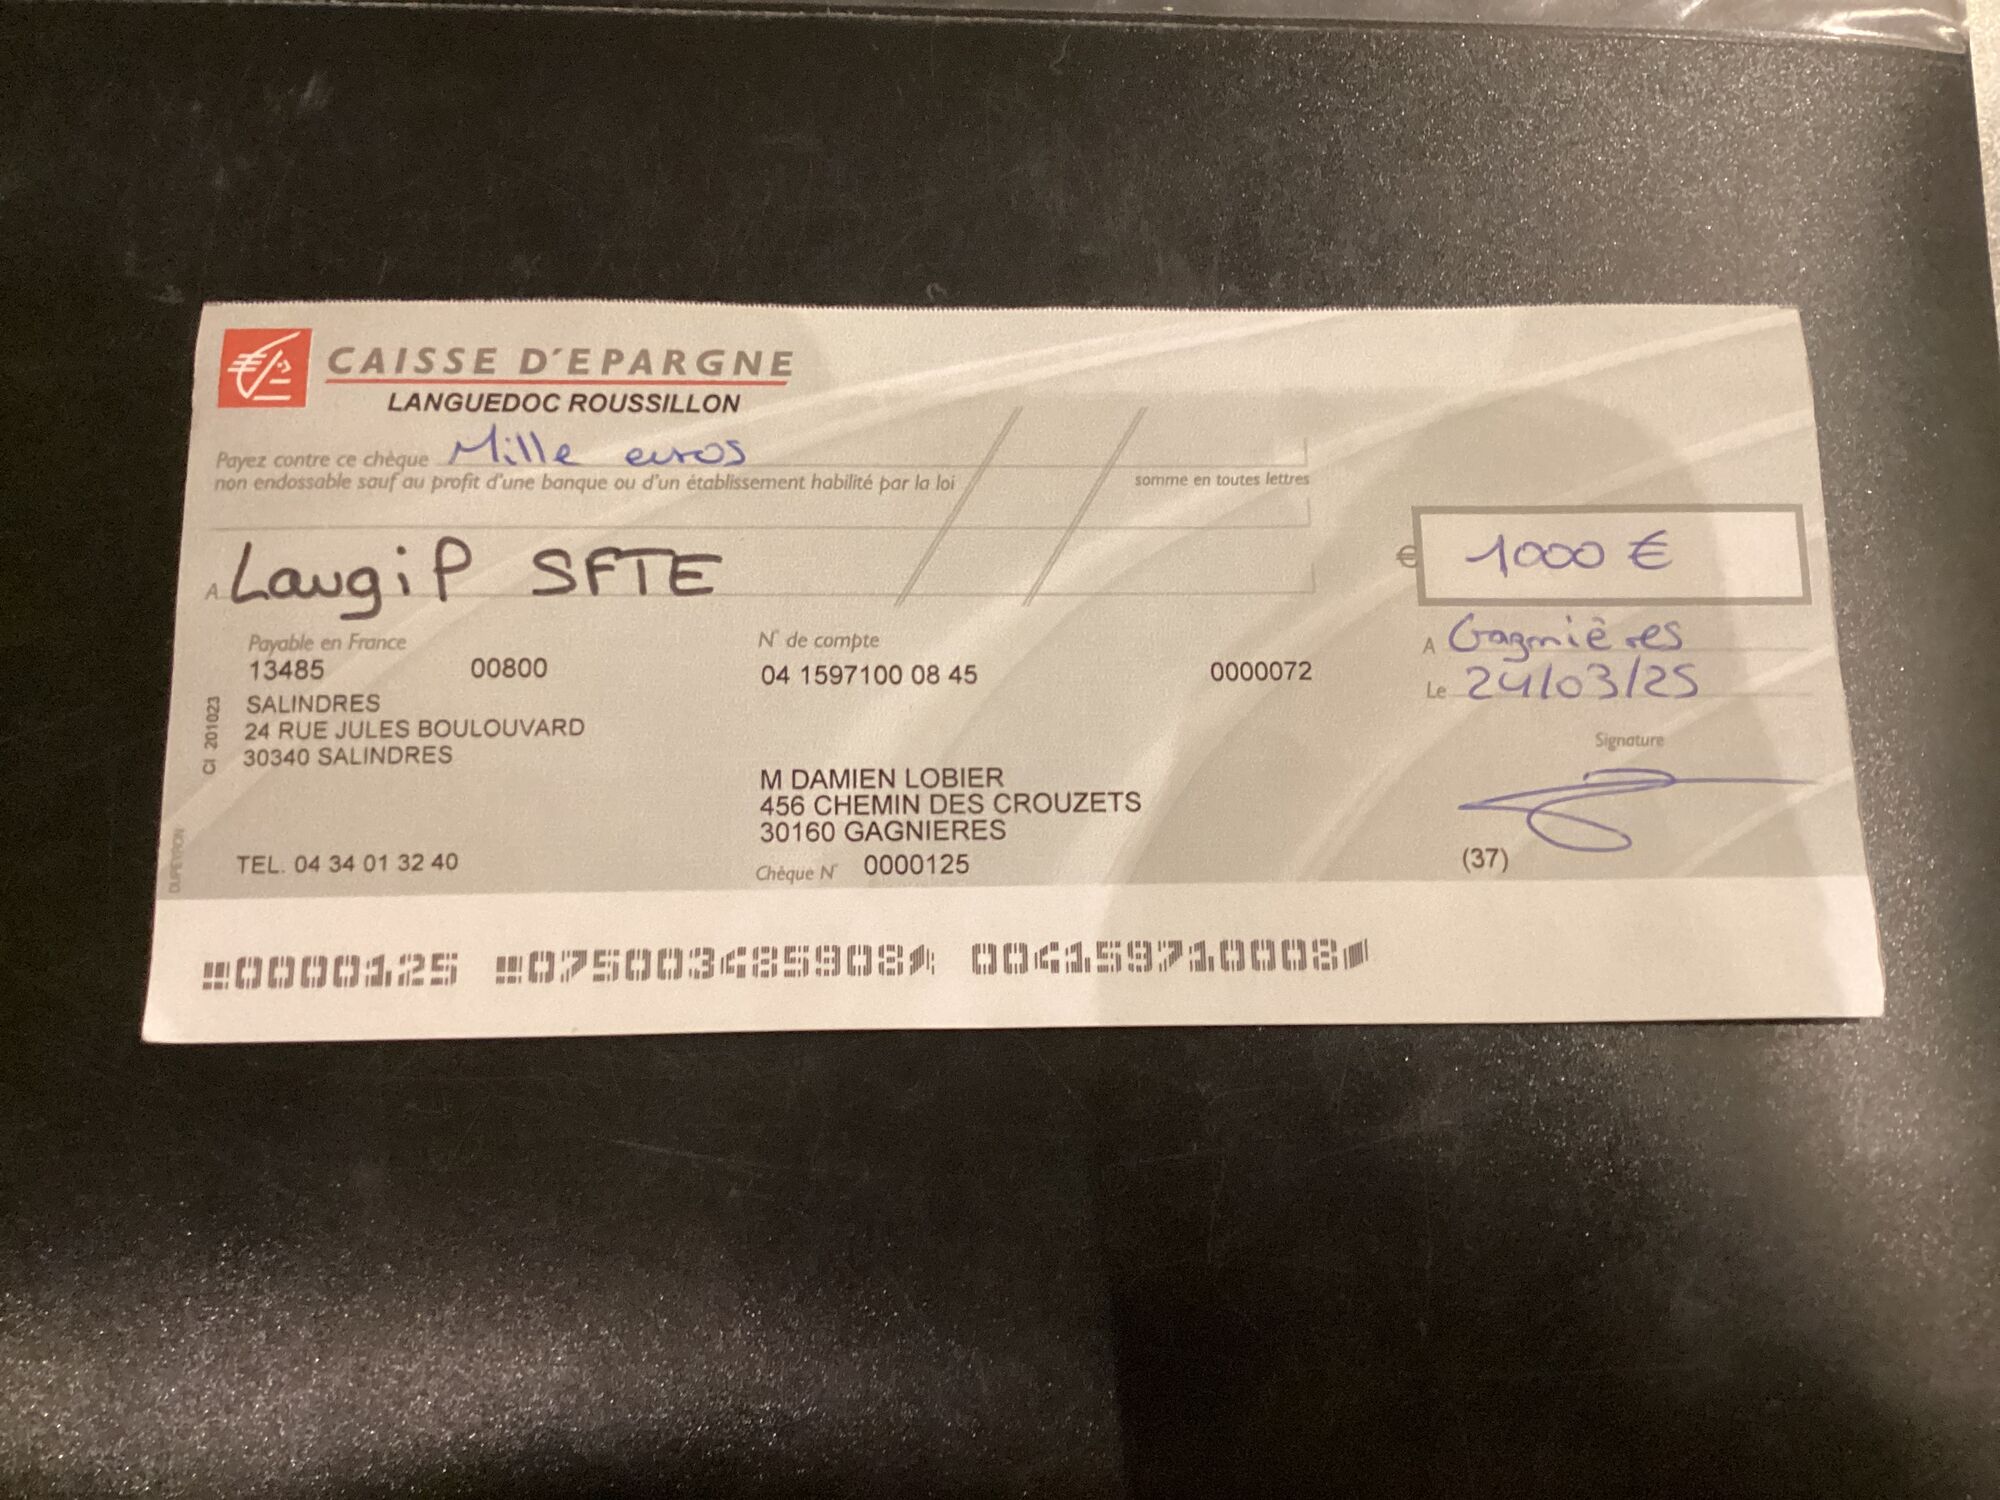 CAISSE D'EPARGNE
LANGUEDOC ROUSSILLON
Payez contre ce chèque Mille euros
non endossable sauf au profit d'une banque ou d'un établissement habilité par la loi somme en toutes lettres
€ 1000 €
A Laugip SFTE
A Gagnières
Payable en France N° de compte
13485 00800 04 1597100 08 45 0000072
Le 24/03/25
SALINDRES
24 RUE JULES BOULOUVARD
30340 SALINDRES
CI 201023
Signature
M DAMIEN LOBIER
456 CHEMIN DES CROUZETS
30160 GAGNIERES
DUPEYRON
TEL. 04 34 01 32 40 Chèque N° 0000125 (37)
0000125 075003485908 004159710008